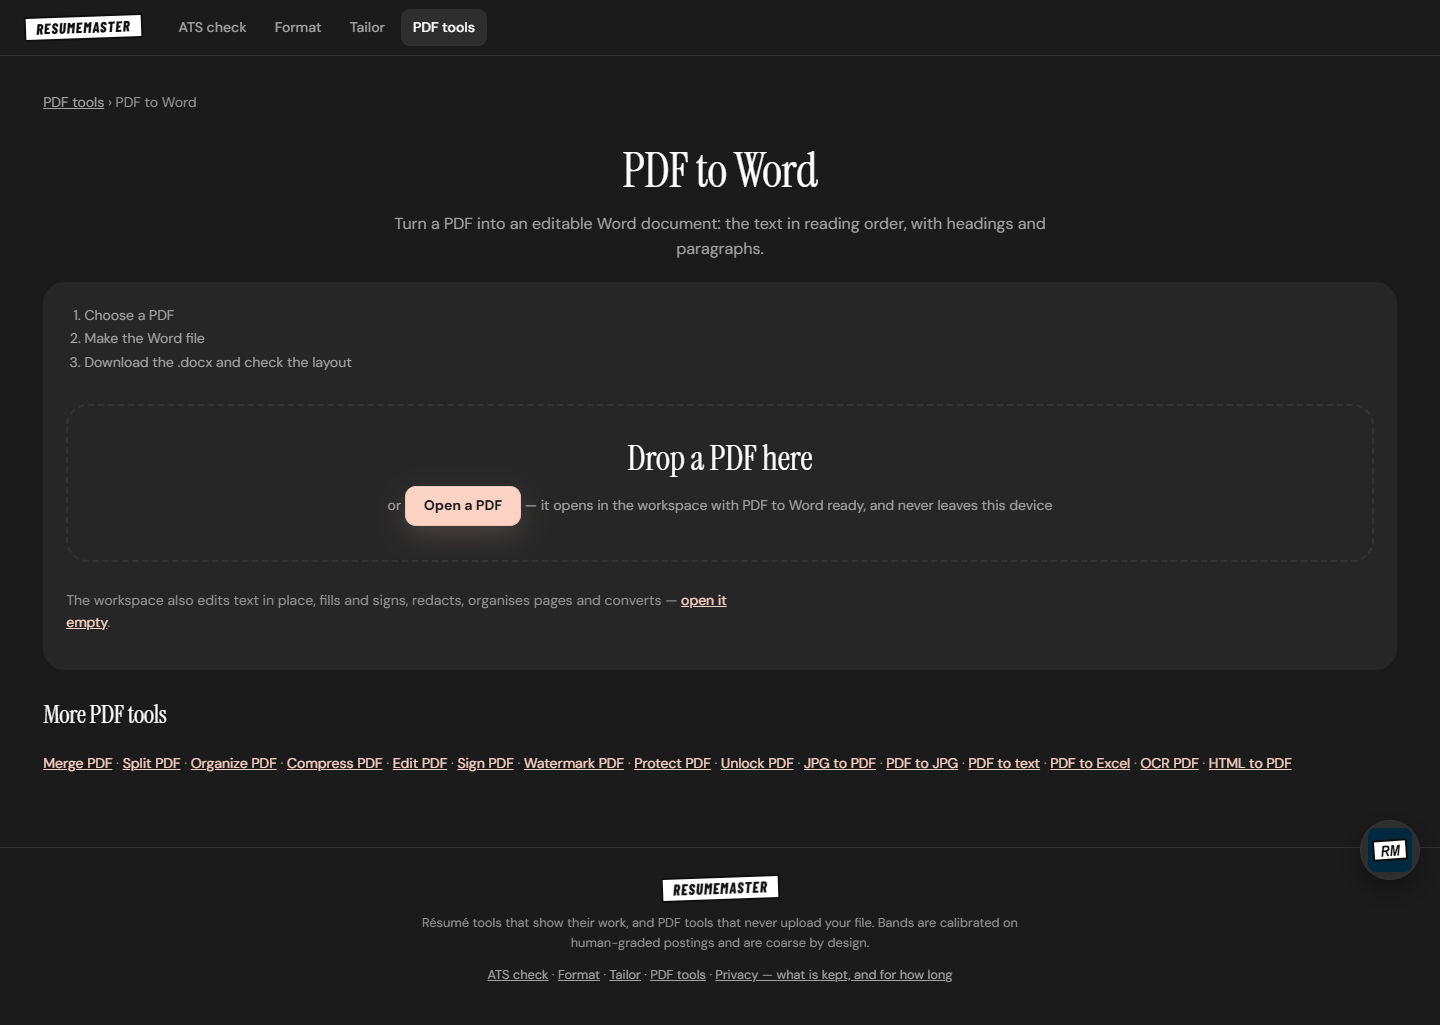 RESUMEMASTER ATS check Format Tailor PDF tools
PDF tools › PDF to Word
PDF to Word
Turn a PDF into an editable Word document: the text in reading order, with headings and
paragraphs.
1. Choose a PDF
2. Make the Word file
3. Download the .docx and check the layout
Drop a PDF here
or Open a PDF — it opens in the workspace with PDF to Word ready, and never leaves this device
The workspace also edits text in place, fills and signs, redacts, organises pages and converts — open it
empty.
More PDF tools
Merge PDF · Split PDF · Organize PDF · Compress PDF · Edit PDF · Sign PDF · Watermark PDF · Protect PDF · Unlock PDF · JPG to PDF · PDF to JPG · PDF to text · PDF to Excel · OCR PDF · HTML to PDF
RM
RESUMEMASTER
Résumé tools that show their work, and PDF tools that never upload your file. Bands are calibrated on
human-graded postings and are coarse by design.
ATS check · Format · Tailor · PDF tools · Privacy — what is kept, and for how long